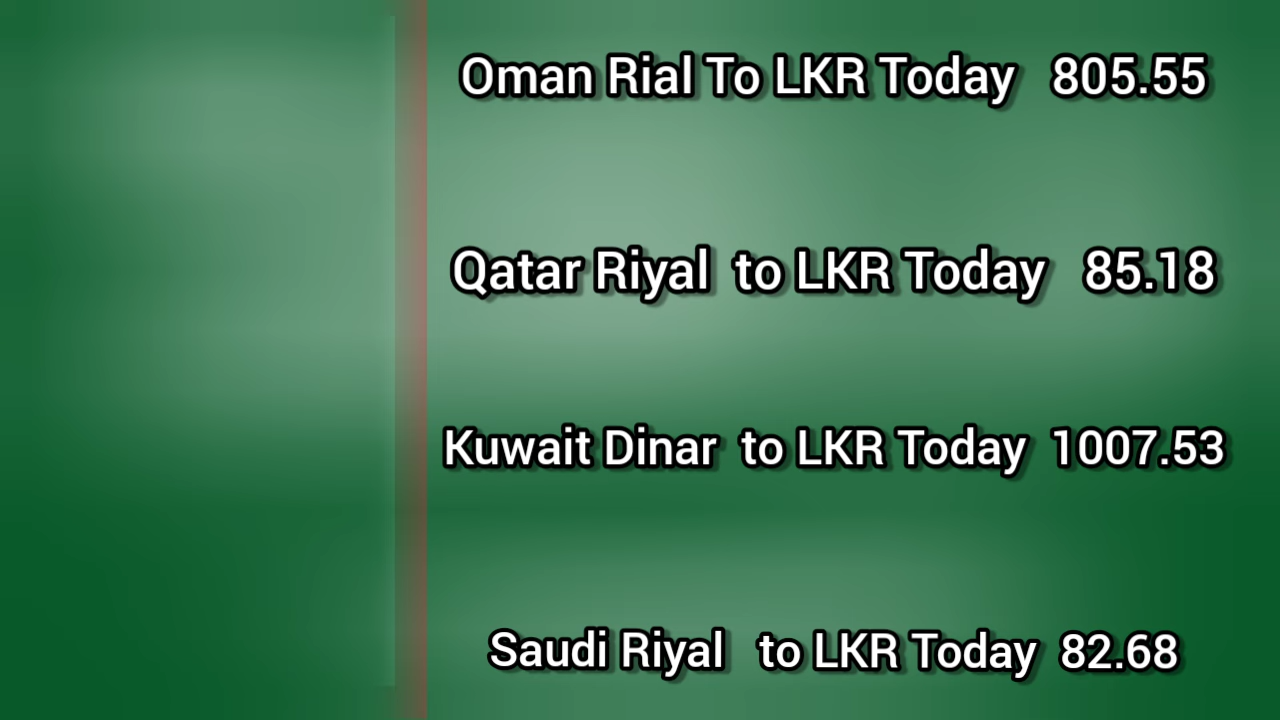 Oman Rial To LKR Today 805.55
Qatar Riyal to LKR Today 85.18
Kuwait Dinar to LKR Today 1007.53
Saudi Riyal to LKR Today 82.68